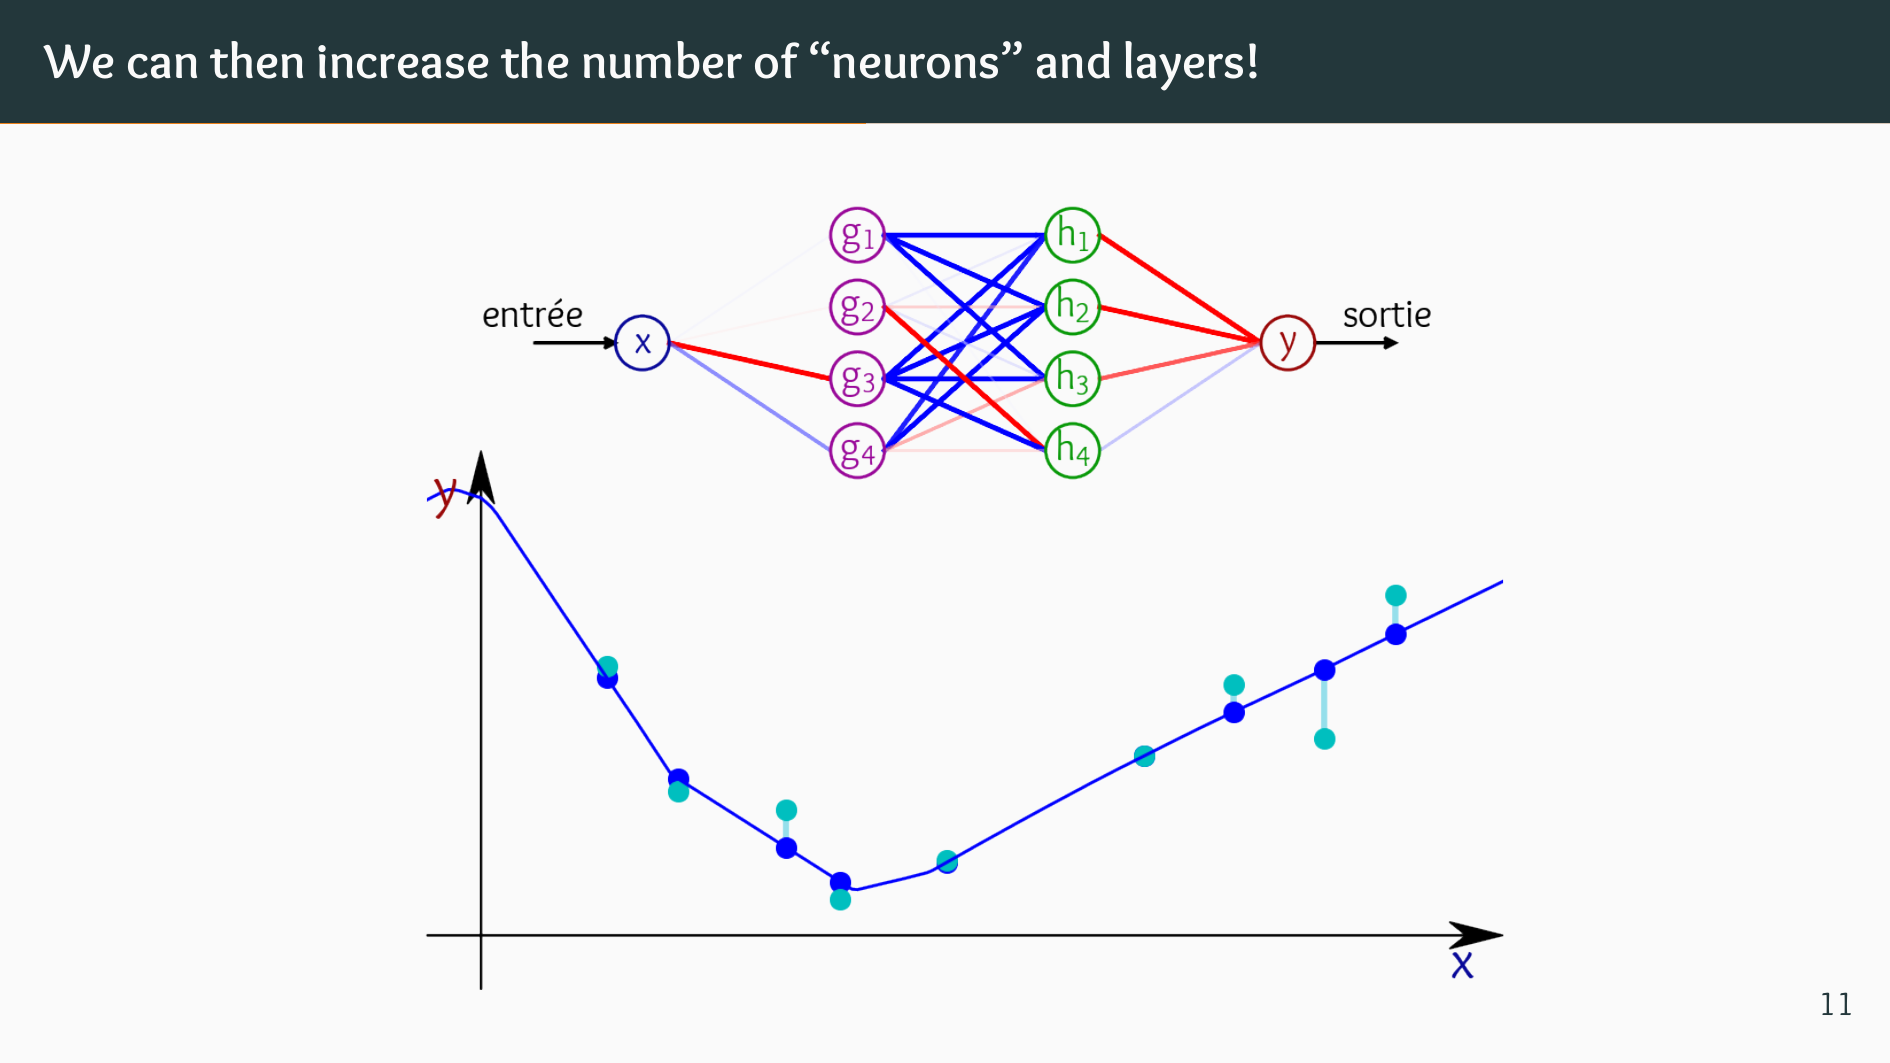 We can then increase the number of “neurons” and layers!
g1 h1
g2 h2
entrée sortie
x y
g3 h3
g4 h4
y
x
11